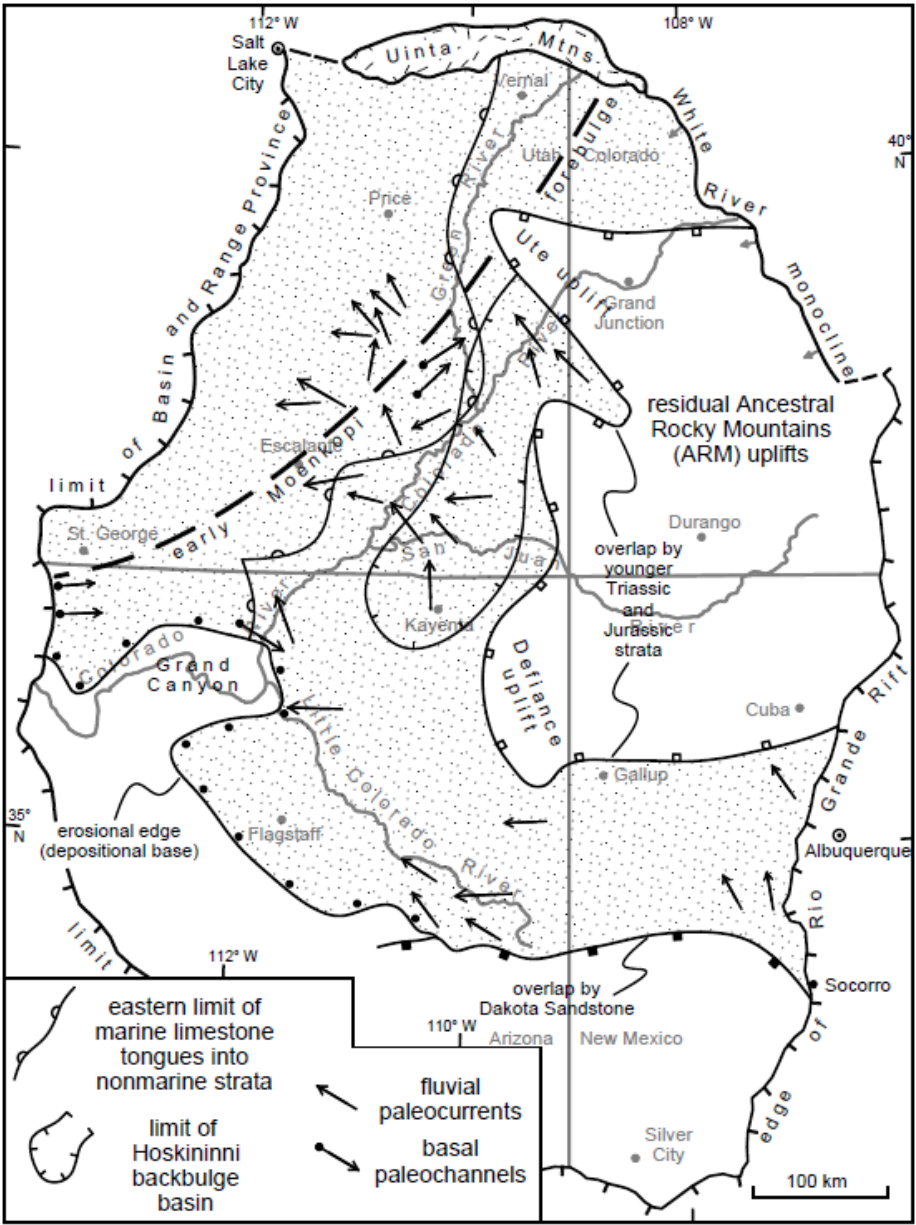 112° W
108° W
Salt
Lake
City
Uinta Mtns
Vernal
White
River
forebulge
Utah
Colorado
40°
N
Green River
Price
limit of Basin and Range Province
Ute uplift
Grand
Junction
monocline
residual Ancestral
Rocky Mountains
(ARM) uplifts
Colorado River
Escalante
early Moenkopi
St. George
San Juan River
Durango
overlap by
younger
Triassic
and
Jurassic
strata
Kayenta
Colorado River
Grand
Canyon
Defiance
uplift
Cuba
Rift
Gallup
Little Colorado River
35°
N
erosional edge
(depositional base)
Flagstaff
Grande
Albuquerque
Rio
limit
112° W
overlap by
Dakota Sandstone
Socorro
of
edge
110° W
Arizona
New Mexico
Silver
City
100 km
eastern limit of
marine limestone
tongues into
nonmarine strata
limit of
Hoskininni
backbulge
basin
fluvial
paleocurrents
basal
paleochannels